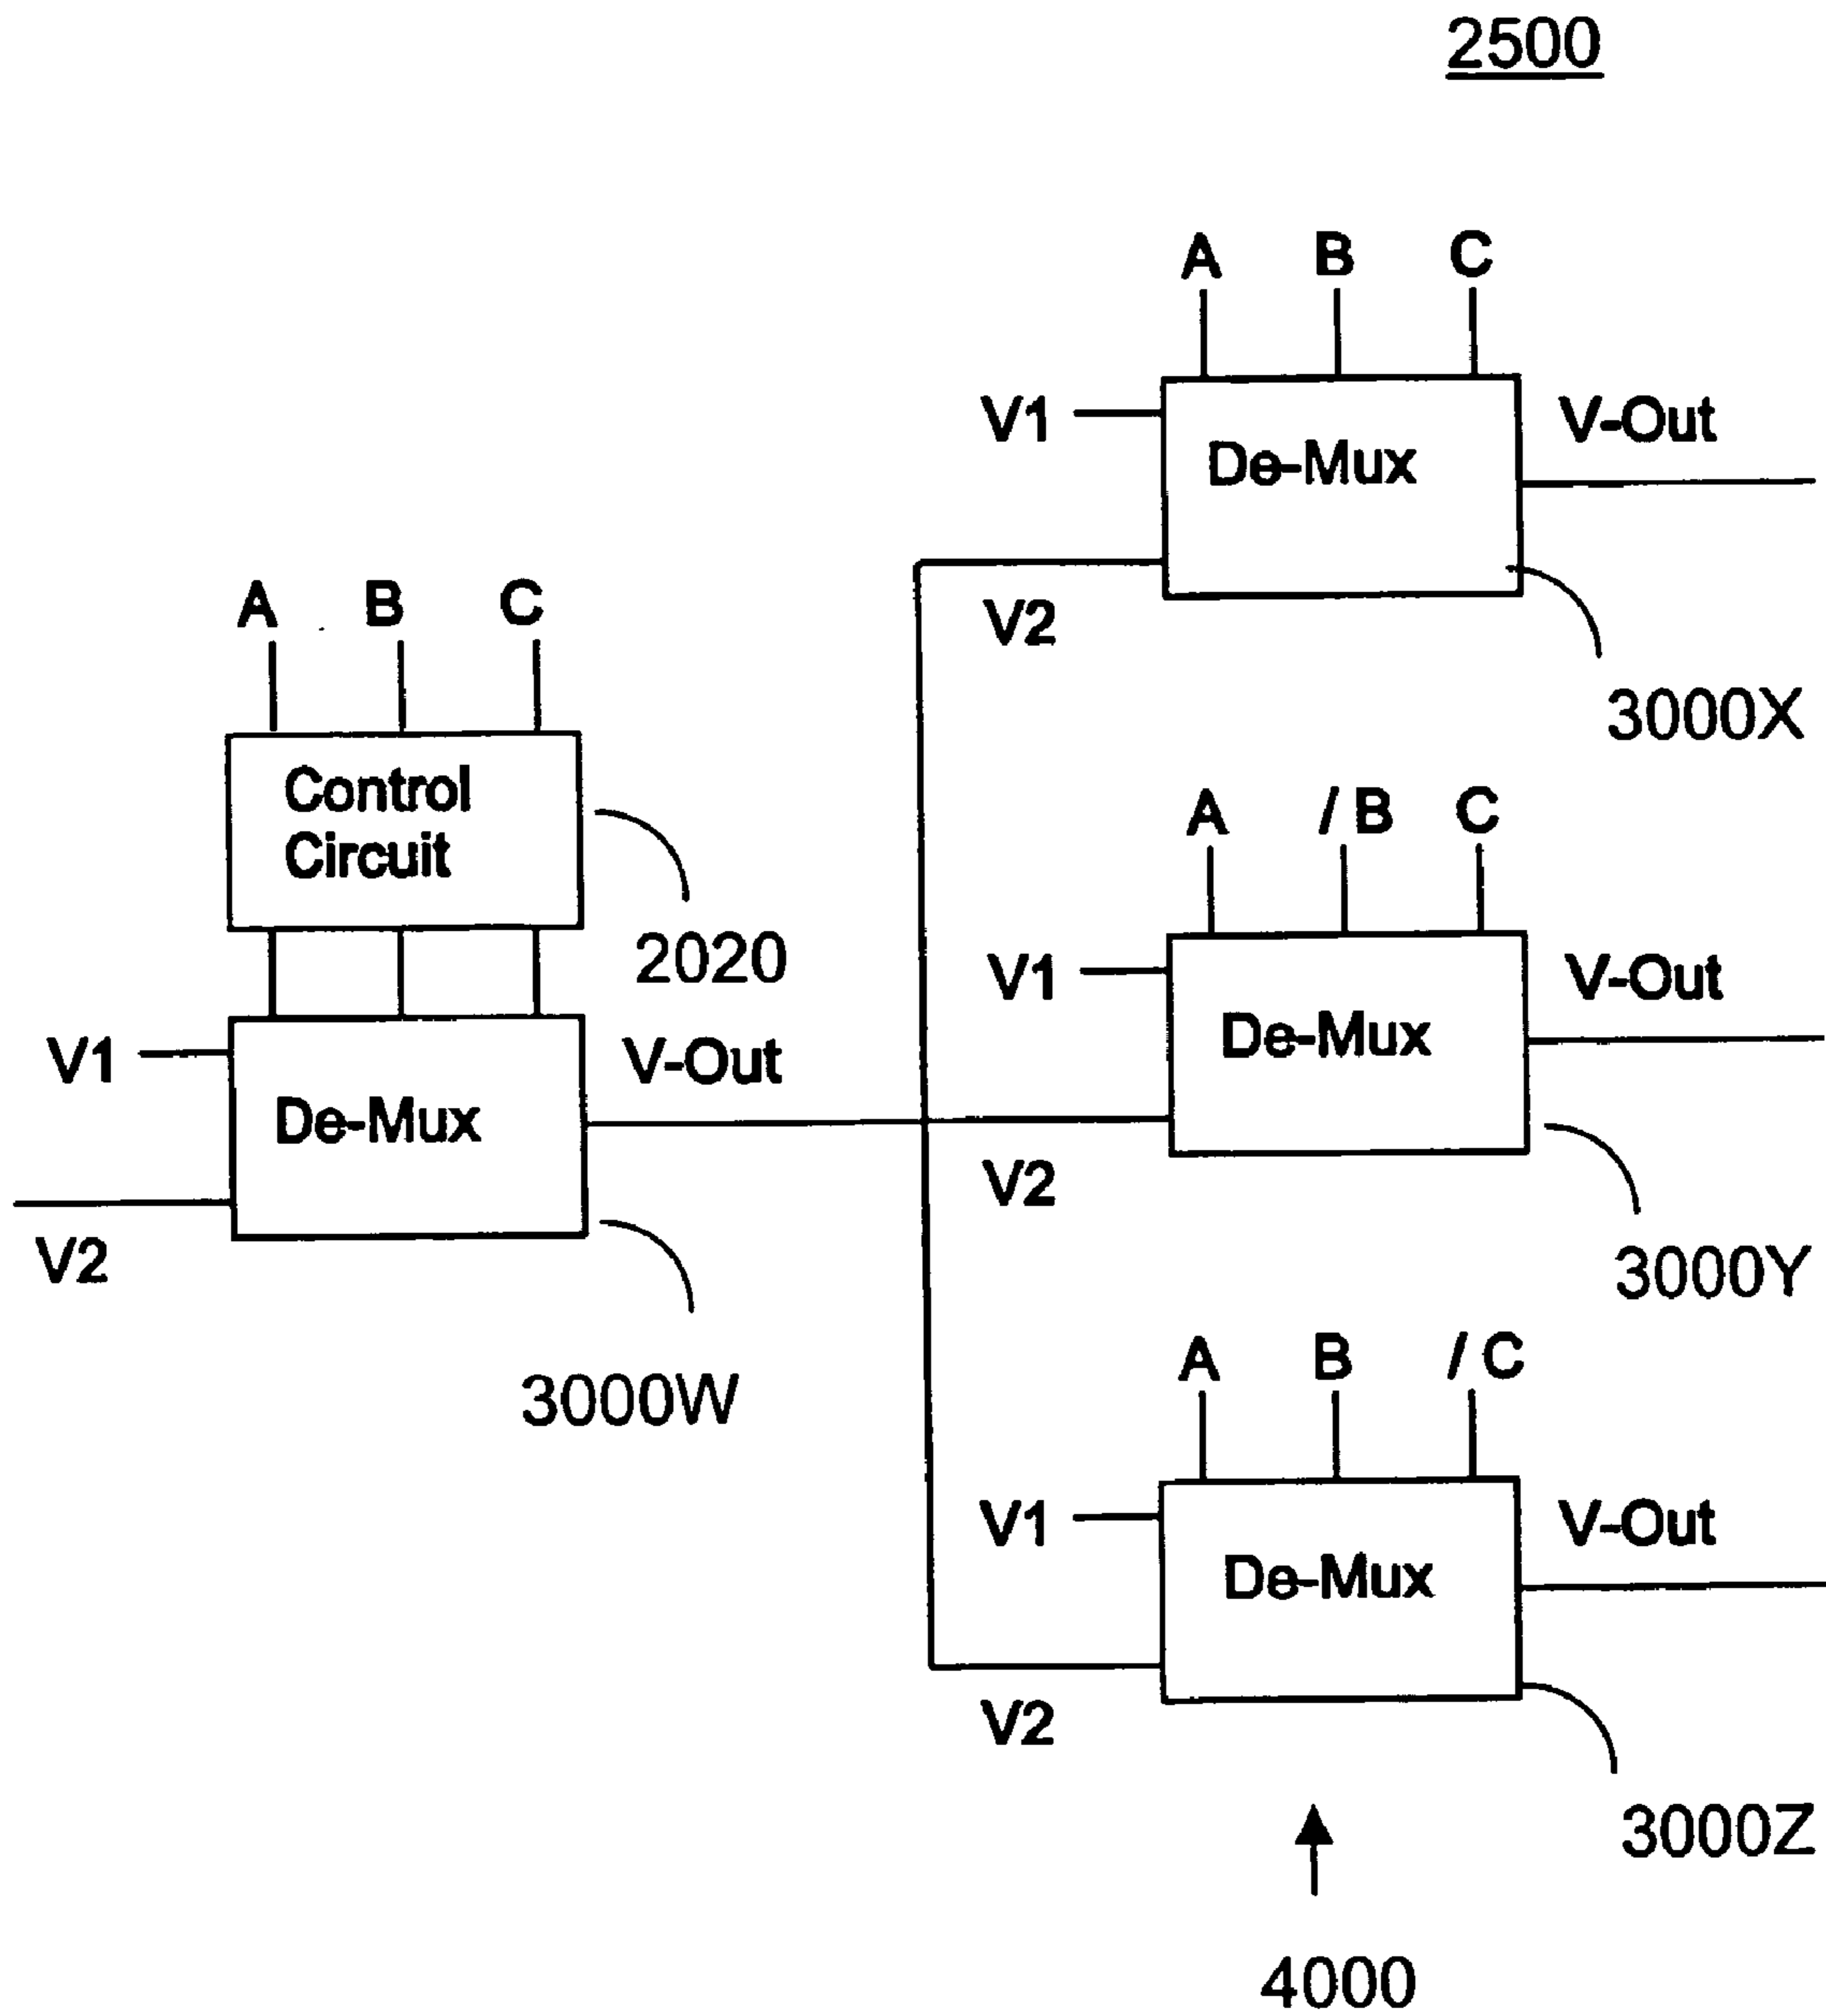 2500
A B C
V1
De-Mux
V-Out
V2
3000X
A B C
Control
Circuit
2020
V1
De-Mux
V-Out
V2
3000W
A / B C
V1
De-Mux
V-Out
V2
3000Y
A B / C
V1
De-Mux
V-Out
V2
3000Z
4000